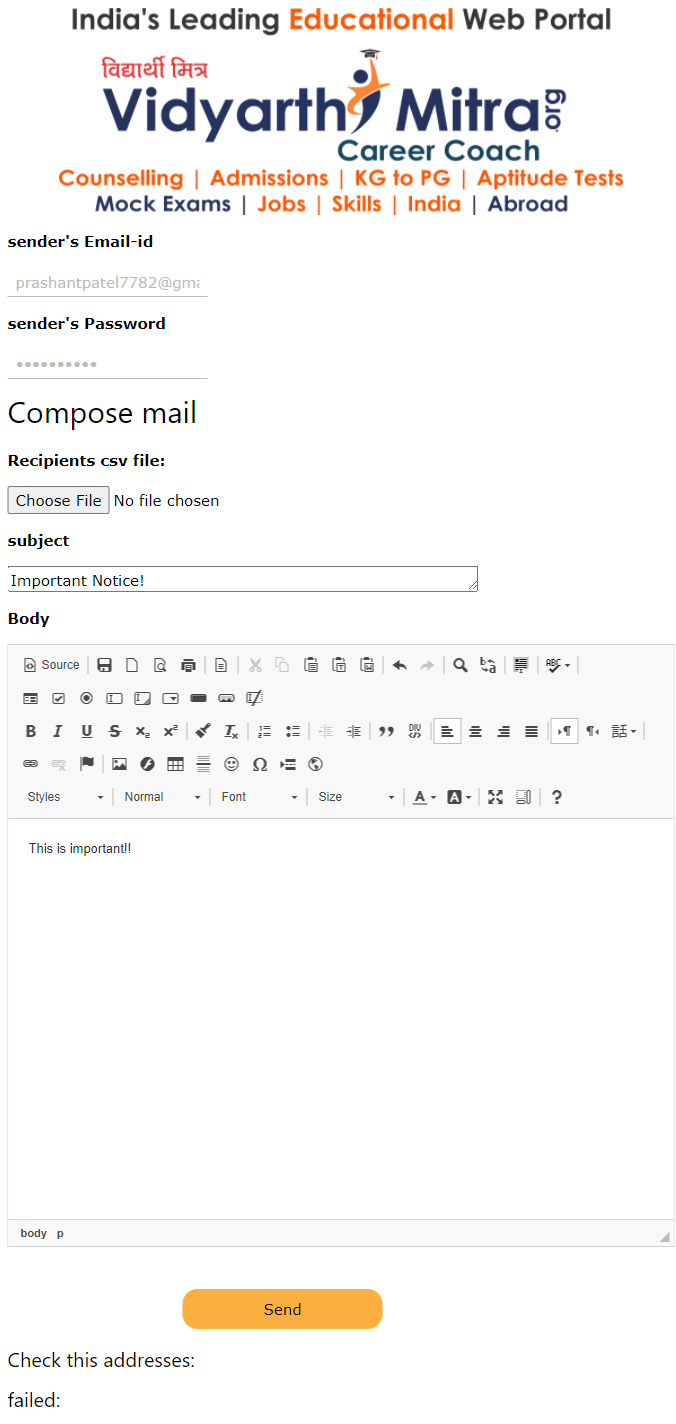 India's Leading Educational Web Portal
विद्यार्थी मित्र
Vidyarthi Mitra.org
Career Coach
Counselling | Admissions | KG to PG | Aptitude Tests
Mock Exams | Jobs | Skills | India | Abroad
sender's Email-id
prashantpatel7782@gma
sender's Password
••••••••••
Compose mail
Recipients csv file:
Choose File No file chosen
subject
Important Notice!
Body
Source
Styles Normal Font Size
This is important!!
body p
Send
Check this addresses:
failed: